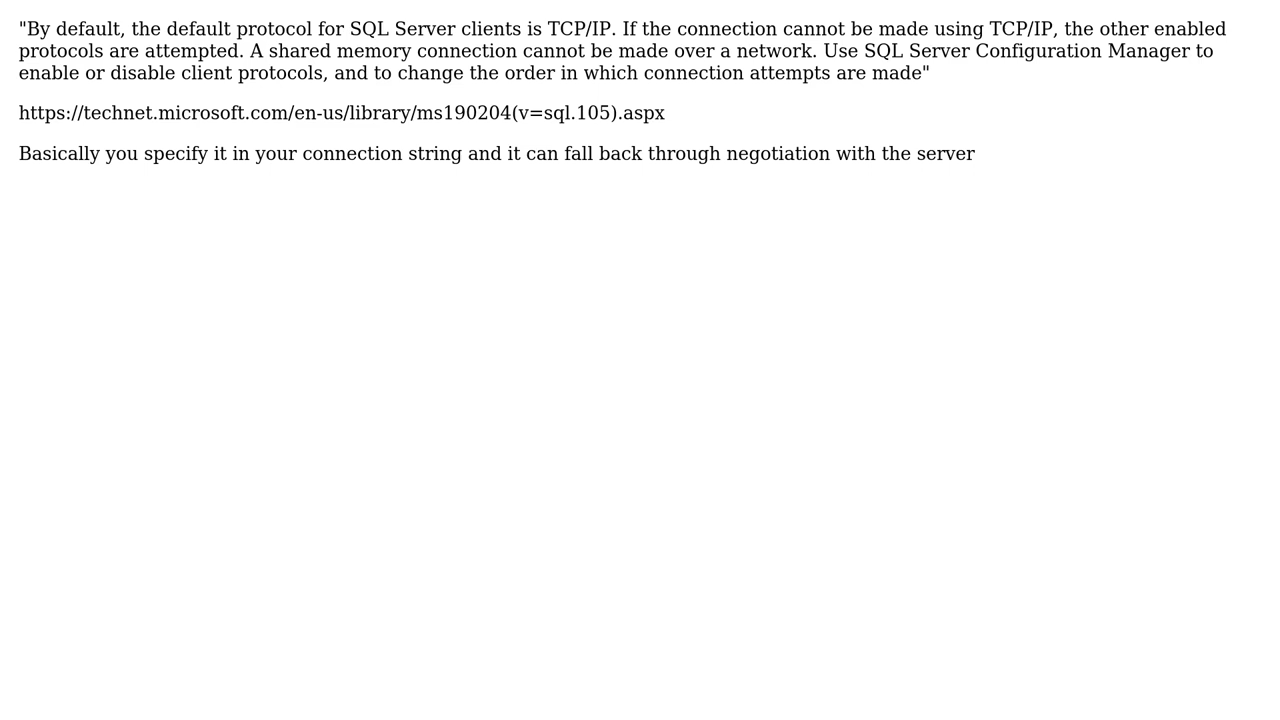 "By default, the default protocol for SQL Server clients is TCP/IP. If the connection cannot be made using TCP/IP, the other enabled
protocols are attempted. A shared memory connection cannot be made over a network. Use SQL Server Configuration Manager to
enable or disable client protocols, and to change the order in which connection attempts are made"
https://technet.microsoft.com/en-us/library/ms190204(v=sql.105).aspx
Basically you specify it in your connection string and it can fall back through negotiation with the server